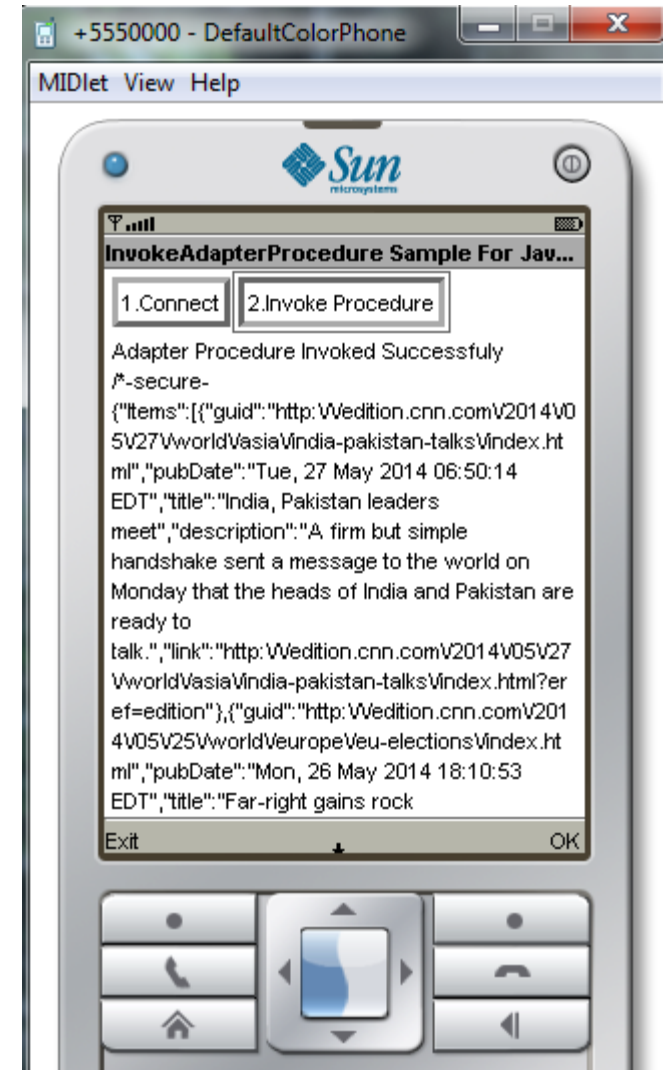 +5550000 - DefaultColorPhone
MIDlet View Help
Sun
microsystems
InvokeAdapterProcedure Sample For Jav...
1.Connect 2.Invoke Procedure
Adapter Procedure Invoked Successfuly
/*-secure-
{"Items":[{"guid":"http:\/\/edition.cnn.com\/2014\/0
5\/27\/world\/asia\/india-pakistan-talks\/index.ht
ml","pubDate":"Tue, 27 May 2014 06:50:14
EDT","title":"India, Pakistan leaders
meet","description":"A firm but simple
handshake sent a message to the world on
Monday that the heads of India and Pakistan are
ready to
talk.","link":"http:\/\/edition.cnn.com\/2014\/05\/27
\/world\/asia\/india-pakistan-talks\/index.html?er
ef=edition"},{"guid":"http:\/\/edition.cnn.com\/201
4\/05\/25\/world\/europe\/eu-elections\/index.ht
ml","pubDate":"Mon, 26 May 2014 18:10:53
EDT","title":"Far-right gains rock
Exit OK